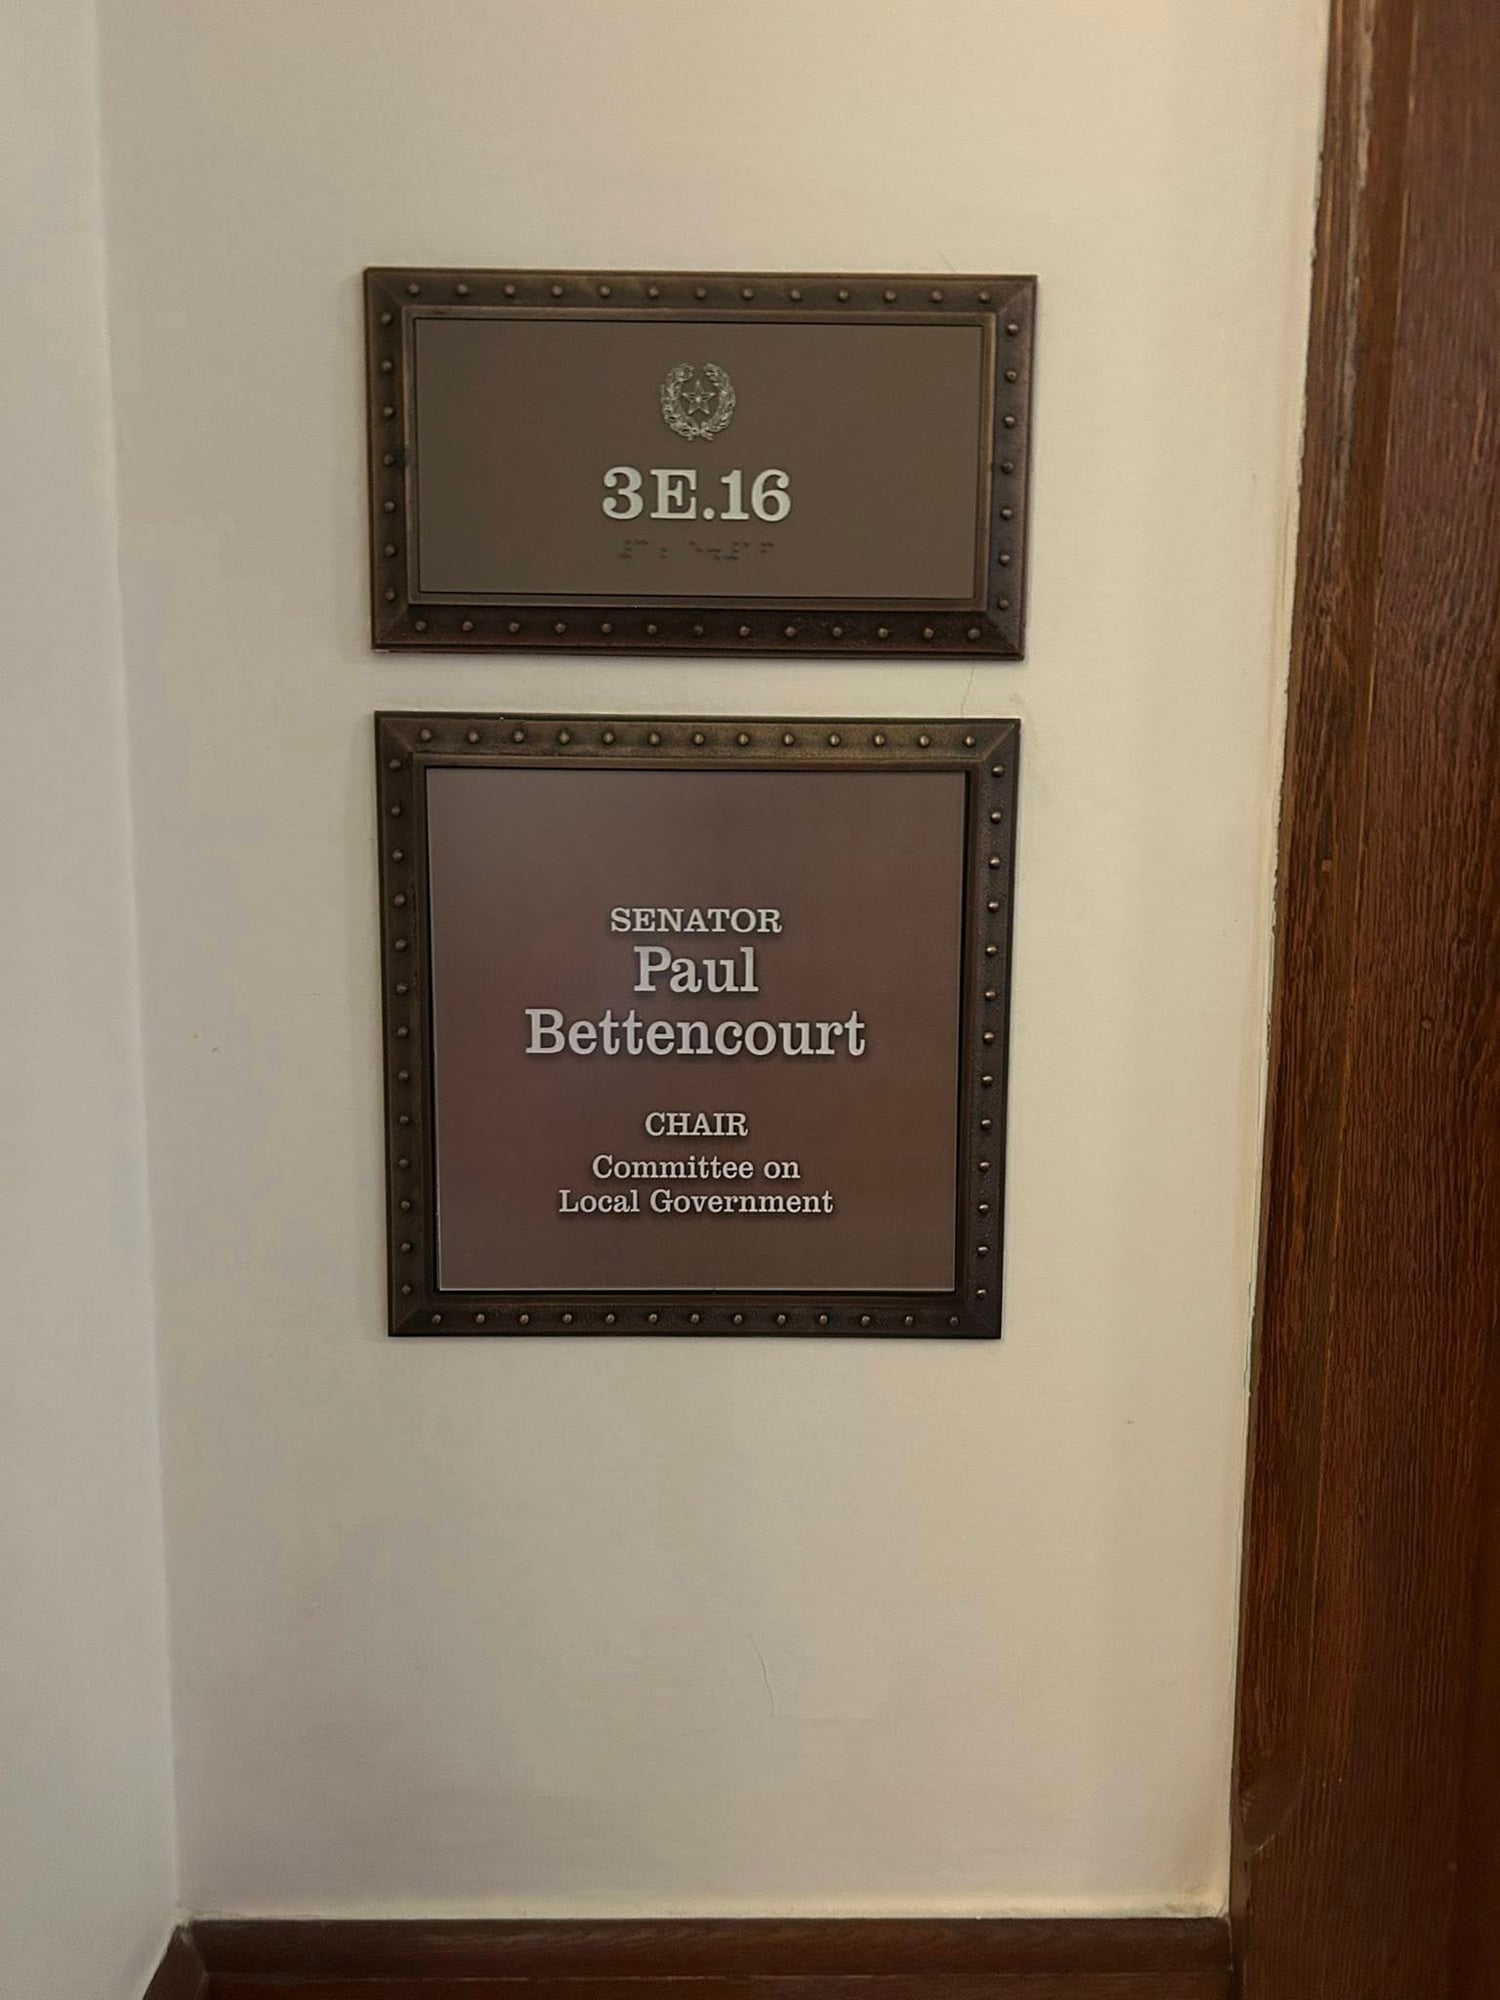 3E.16
SENATOR
Paul
Bettencourt
CHAIR
Committee on
Local Government